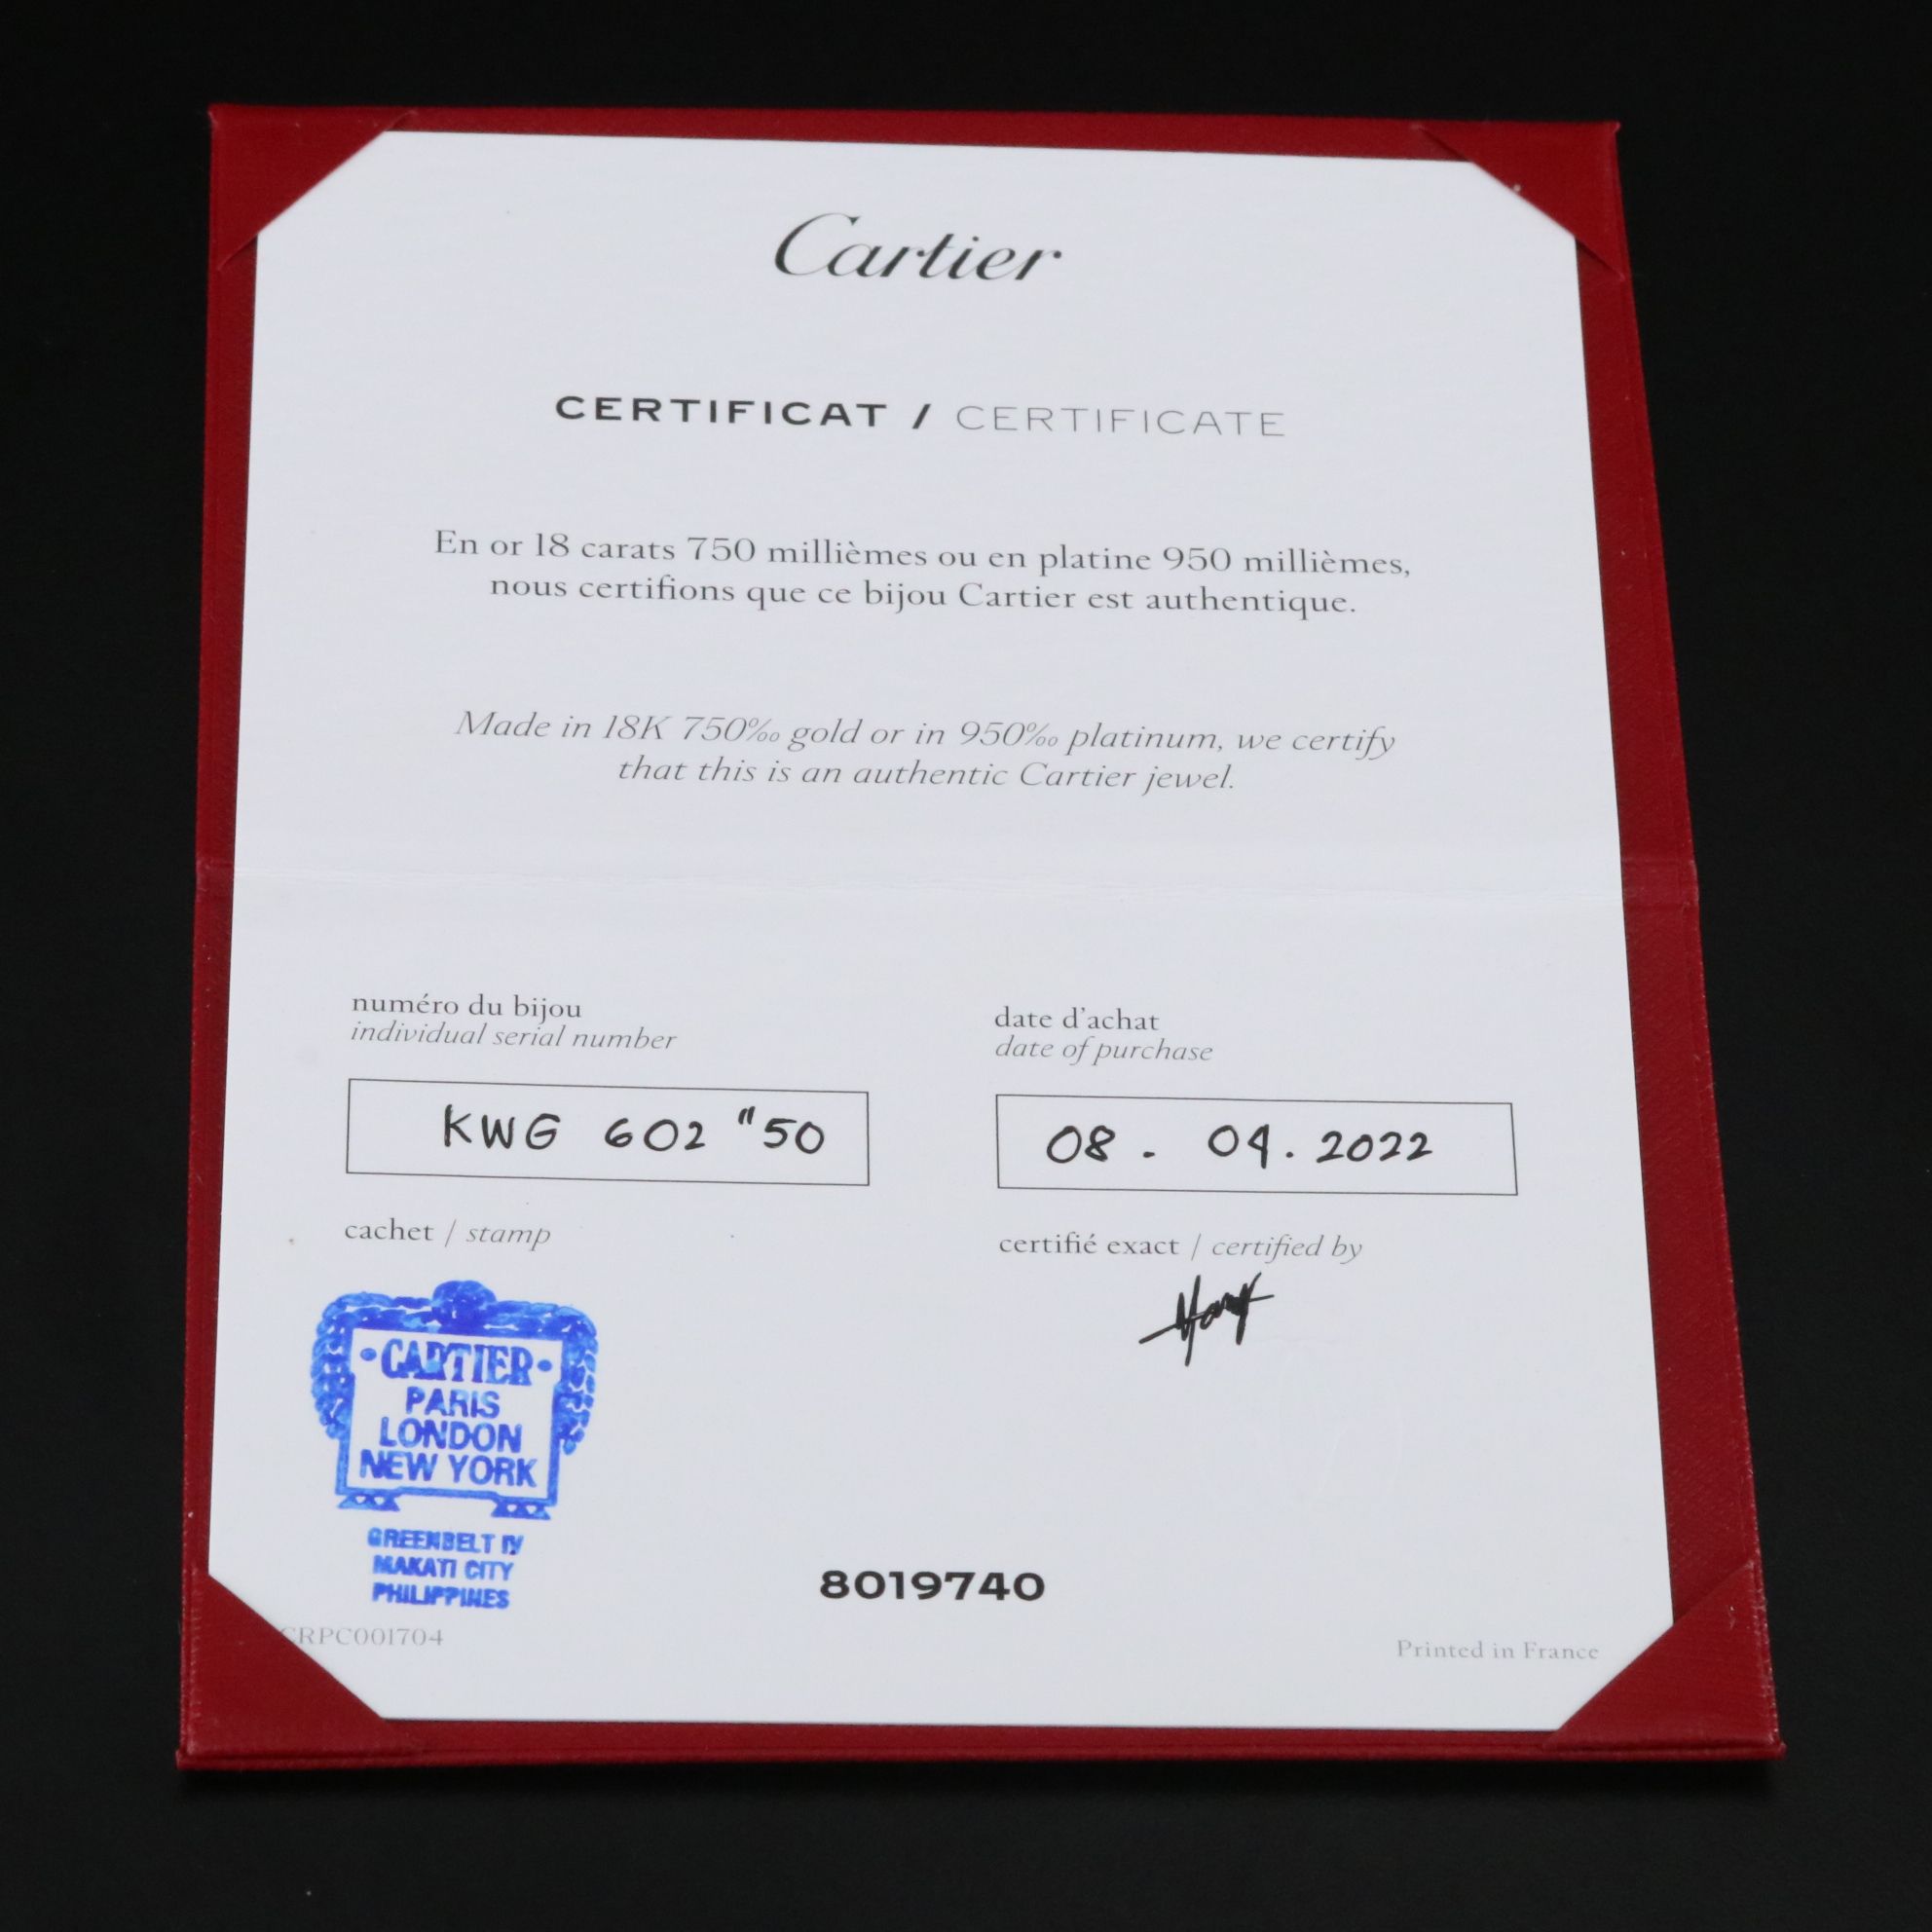 Cartier
CERTIFICAT / CERTIFICATE
En or 18 carats 750 millièmes ou en platine 950 millièmes,
nous certifions que ce bijou Cartier est authentique.
Made in 18K 750‰ gold or in 950‰ platinum, we certify
that this is an authentic Cartier jewel.
numéro du bijou
individual serial number
KWG 602 "50
date d'achat
date of purchase
08 . 09 . 2022
cachet / stamp
certifié exact / certified by
CARTIER
PARIS
LONDON
NEW YORK
GREENBELT IV
MAKATI CITY
PHILIPPINES
8019740
CRPC001704
Printed in France